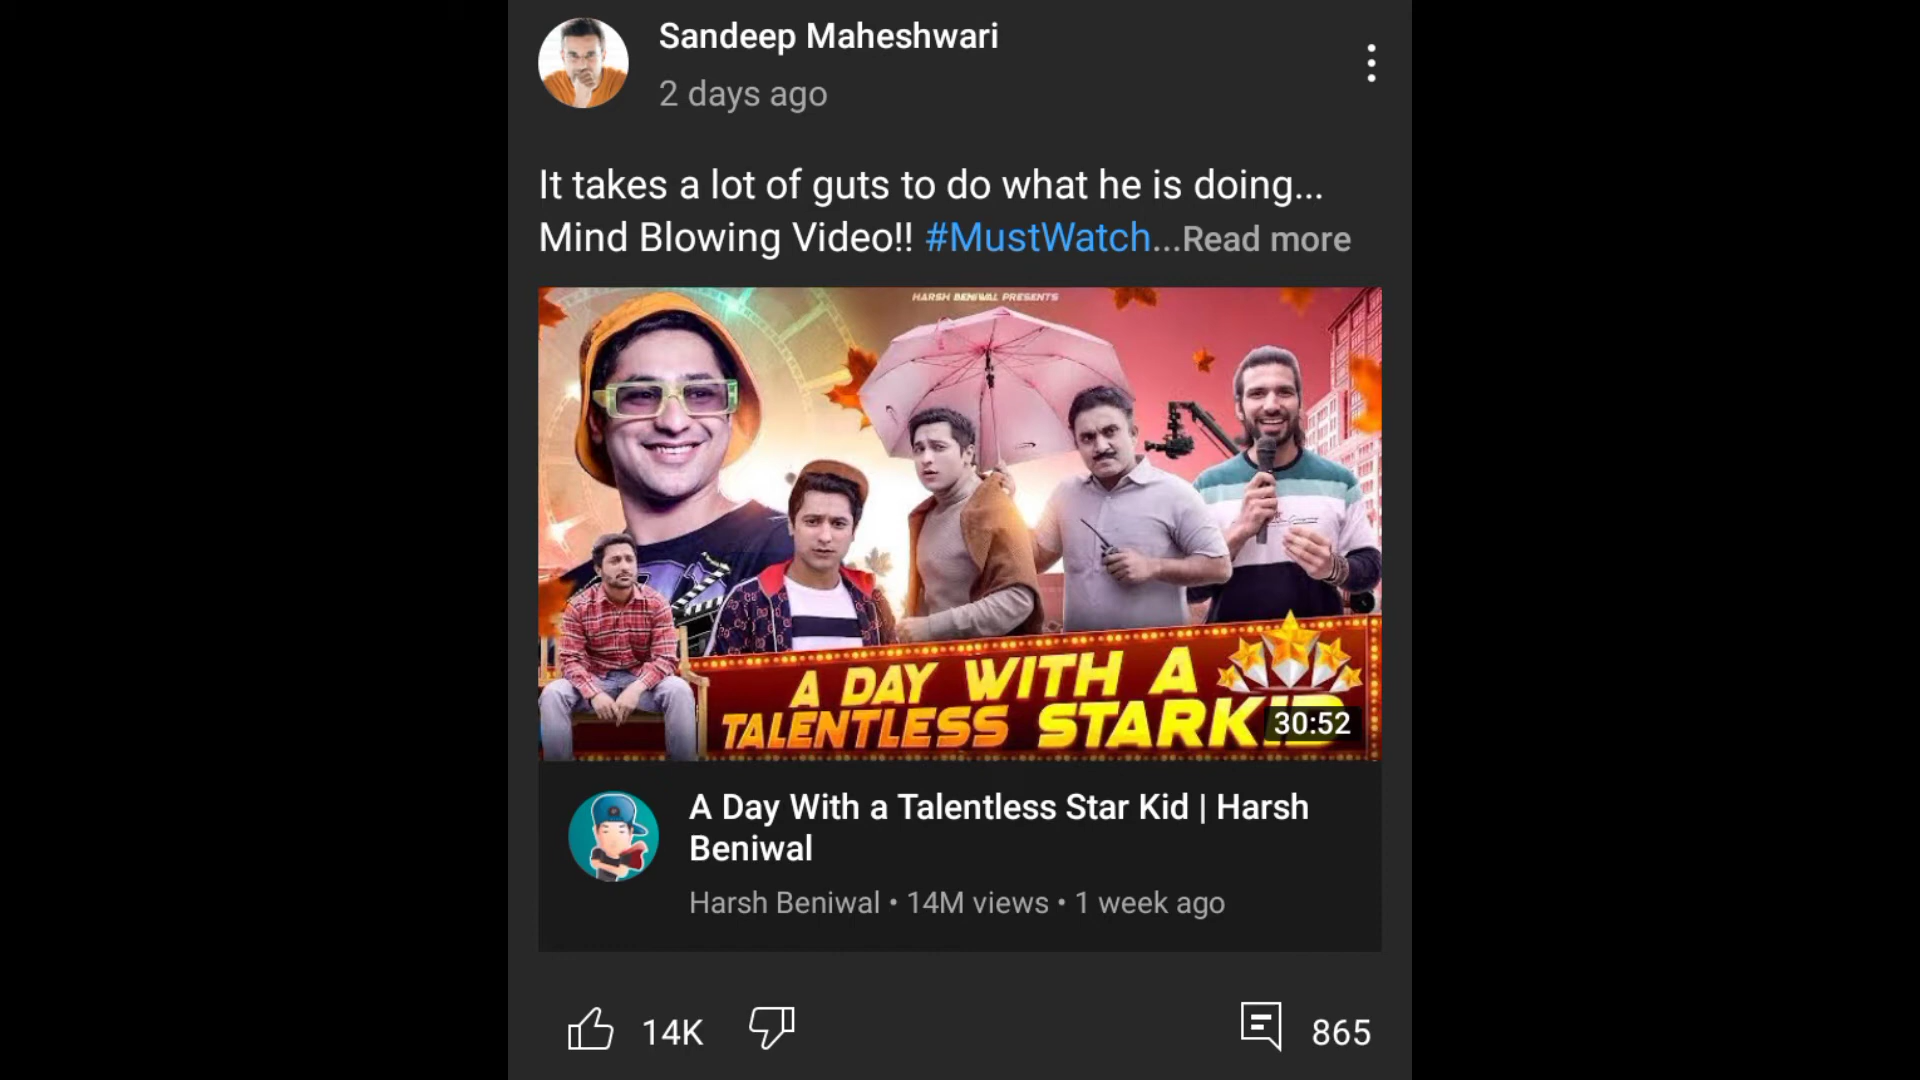 Sandeep Maheshwari
2 days ago
It takes a lot of guts to do what he is doing...
Mind Blowing Video!! #MustWatch...Read more
HARSH BENIWAL PRESENTS
A DAY WITH A
TALENTLESS STARKID
30:52
A Day With a Talentless Star Kid | Harsh
Beniwal
Harsh Beniwal • 14M views • 1 week ago
14K
865